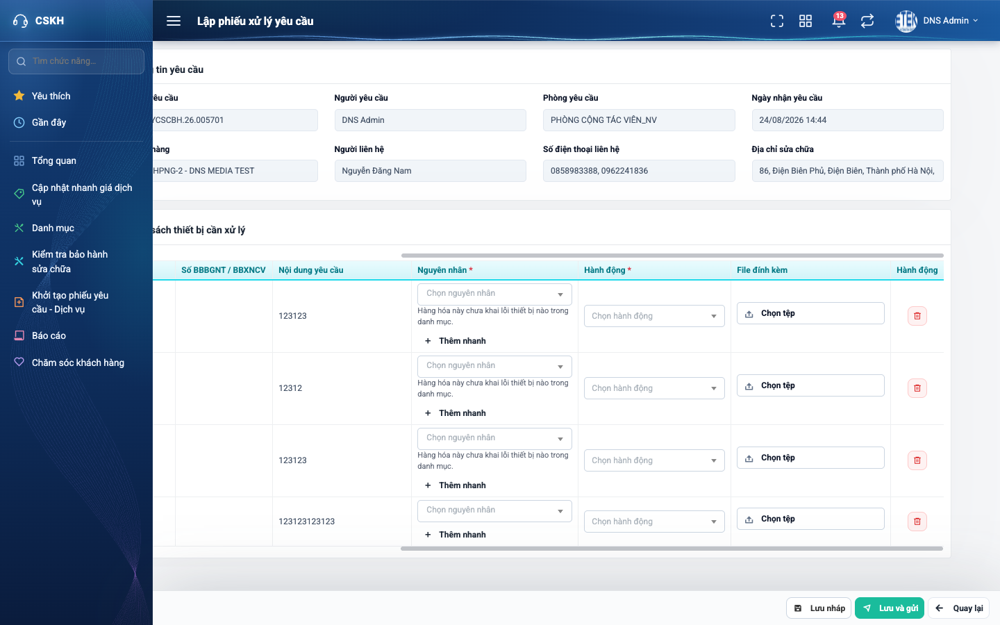 CSKH
Lập phiếu xử lý yêu cầu
13
DNS Admin
Tìm chức năng...
Yêu thích
Gần đây
Tổng quan
Cập nhật nhanh giá dịch
vụ
Danh mục
Kiểm tra bảo hành
sửa chữa
Khởi tạo phiếu yêu
cầu - Dịch vụ
Báo cáo
Chăm sóc khách hàng
tin yêu cầu
yêu cầu
Người yêu cầu
Phòng yêu cầu
Ngày nhận yêu cầu
YCSCBH.26.005701
DNS Admin
PHÒNG CỘNG TÁC VIÊN_NV
24/08/2026 14:44
hàng
Người liên hệ
Số điện thoại liên hệ
Địa chỉ sửa chữa
HPNG-2 - DNS MEDIA TEST
Nguyễn Đăng Nam
0858983388, 0962241836
86, Điện Biên Phủ, Điện Biên, Thành phố Hà Nội,
sách thiết bị cần xử lý
Số BBBGNT / BBXNCV
Nội dung yêu cầu
Nguyên nhân *
Hành động *
File đính kèm
Hành động
123123
Chọn nguyên nhân
Hàng hóa này chưa khai lỗi thiết bị nào trong
danh mục.
+ Thêm nhanh
Chọn hành động
Chọn tệp
12312
Chọn nguyên nhân
Hàng hóa này chưa khai lỗi thiết bị nào trong
danh mục.
+ Thêm nhanh
Chọn hành động
Chọn tệp
123123
Chọn nguyên nhân
Hàng hóa này chưa khai lỗi thiết bị nào trong
danh mục.
+ Thêm nhanh
Chọn hành động
Chọn tệp
123123123123
Chọn nguyên nhân
+ Thêm nhanh
Chọn hành động
Chọn tệp
Lưu nháp
Lưu và gửi
Quay lại